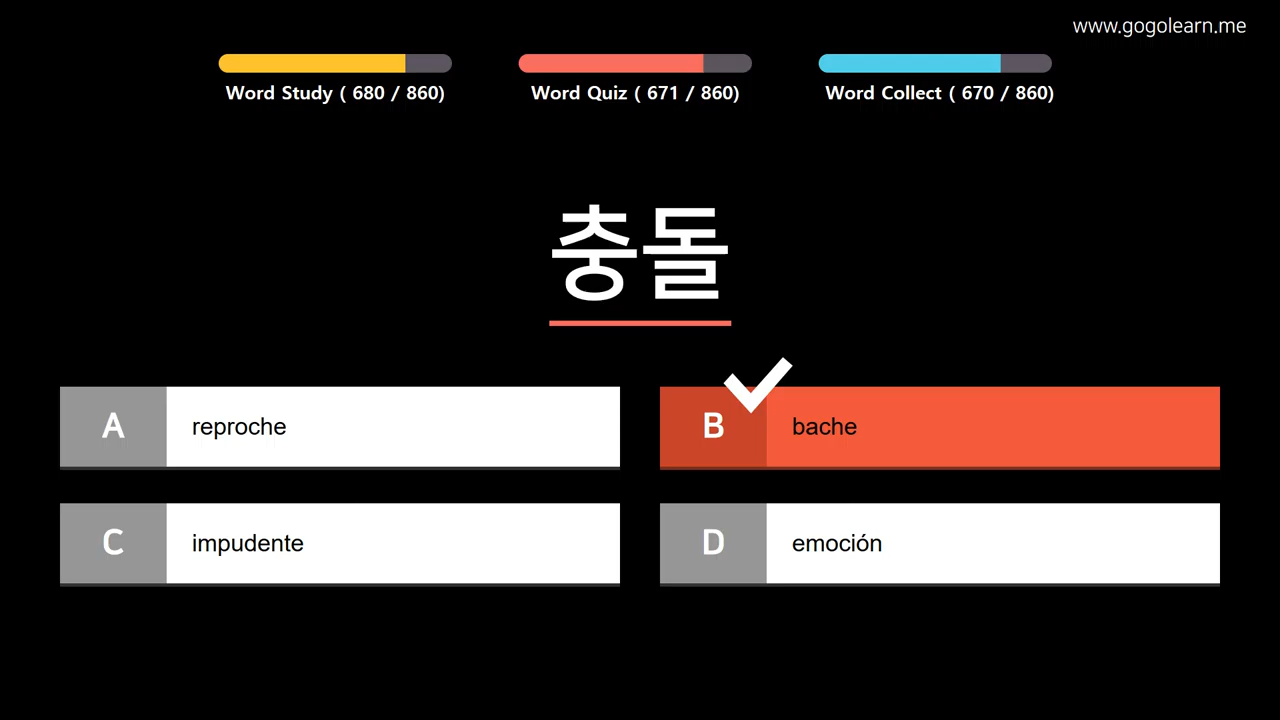 www.gogolearn.me
Word Study ( 680 / 860)
Word Quiz ( 671 / 860)
Word Collect ( 670 / 860)
충돌
A reproche
B bache
C impudente
D emoción